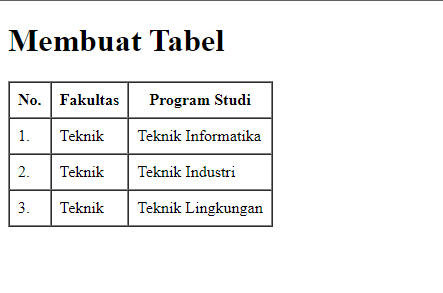 Membuat Tabel
No. Fakultas Program Studi
1. Teknik Teknik Informatika
2. Teknik Teknik Industri
3. Teknik Teknik Lingkungan